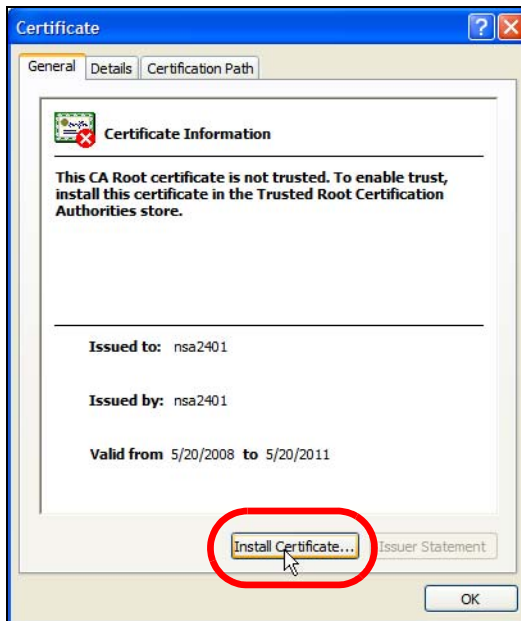 Certificate
General Details Certification Path
Certificate Information
This CA Root certificate is not trusted. To enable trust,
install this certificate in the Trusted Root Certification
Authorities store.
Issued to: nsa2401
Issued by: nsa2401
Valid from 5/20/2008 to 5/20/2011
Install Certificate... Issuer Statement
OK